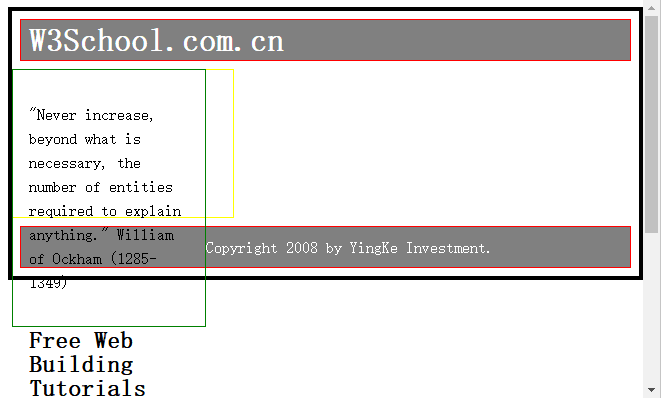 W3School.com.cn
"Never increase,
beyond what is
necessary, the
number of entities
required to explain
anything." William
Copyright 2008 by YingKe Investment.
of Ockham (1285-
1349)
Free Web
Building
Tutorials